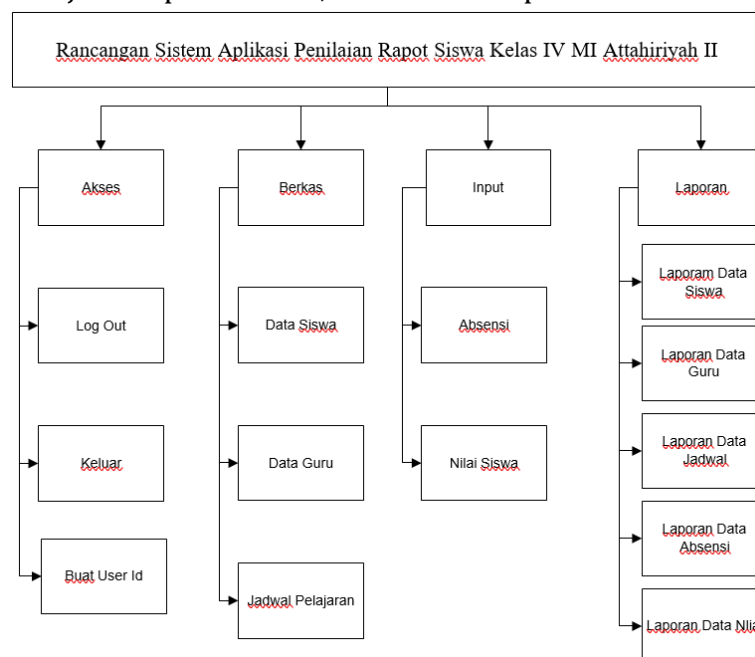 Rancangan Sistem Aplikasi Penilaian Rapot Siswa Kelas IV MI Attahiriyah II
Akses
Berkas
Input
Laporan
Log Out
Data Siswa
Absensi
Laporam Data
Siswa
Laporan Data
Guru
Keluar
Data Guru
Nilai Siswa
Laporan Data
Jadwal
Buat User Id
Jadwal Pelajaran
Laporan Data
Absensi
Laporan Data